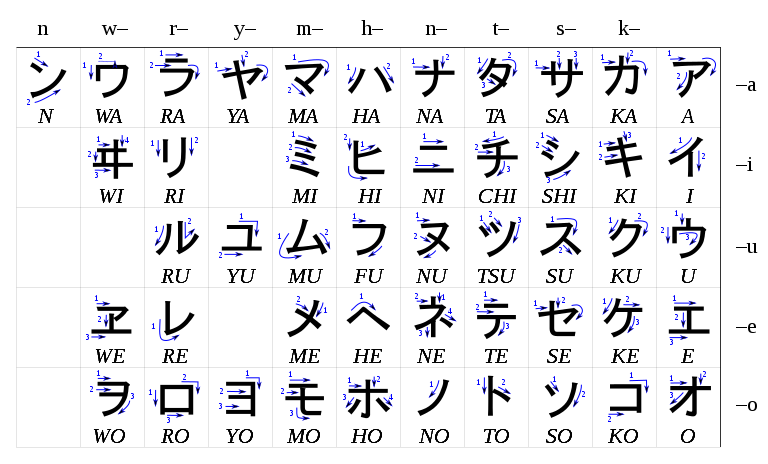 n w– r– y– m– h– n– t– s– k–
ン ワ ラ ヤ マ ハ ナ タ サ カ ア –a
N WA RA YA MA HA NA TA SA KA A
ヰ リ ミ ヒ ニ チ シ キ イ –i
WI RI MI HI NI CHI SHI KI I
ル ユ ム フ ヌ ツ ス ク ウ –u
RU YU MU FU NU TSU SU KU U
ヱ レ メ ヘ ネ テ セ ケ エ –e
WE RE ME HE NE TE SE KE E
ヲ ロ ヨ モ ホ ノ ト ソ コ オ –o
WO RO YO MO HO NO TO SO KO O